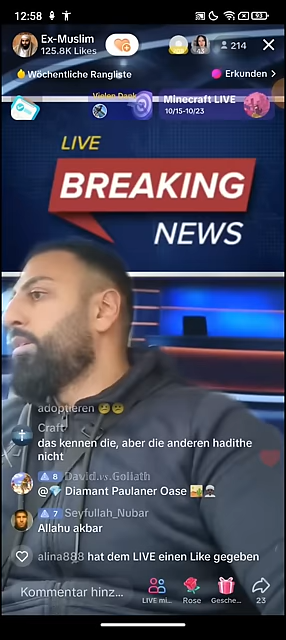 12:58
93
Ex-Muslim
125.8K Likes
43
214
Wöchentliche Rangliste
Erkunden >
Vielen Dank
Minecraft LIVE
10/15-10/23
LIVE
BREAKING
NEWS
adoptieren
Craft
das kennen die, aber die anderen hadithe
nicht
8 David.vs.Goliath
@💎 Diamant Paulaner Oase
7 Seyfullah_Nubar
Allahu akbar
alina888 hat dem LIVE einen Like gegeben
Kommentar hinz...
LIVE mi...
Rose
Gesche...
23